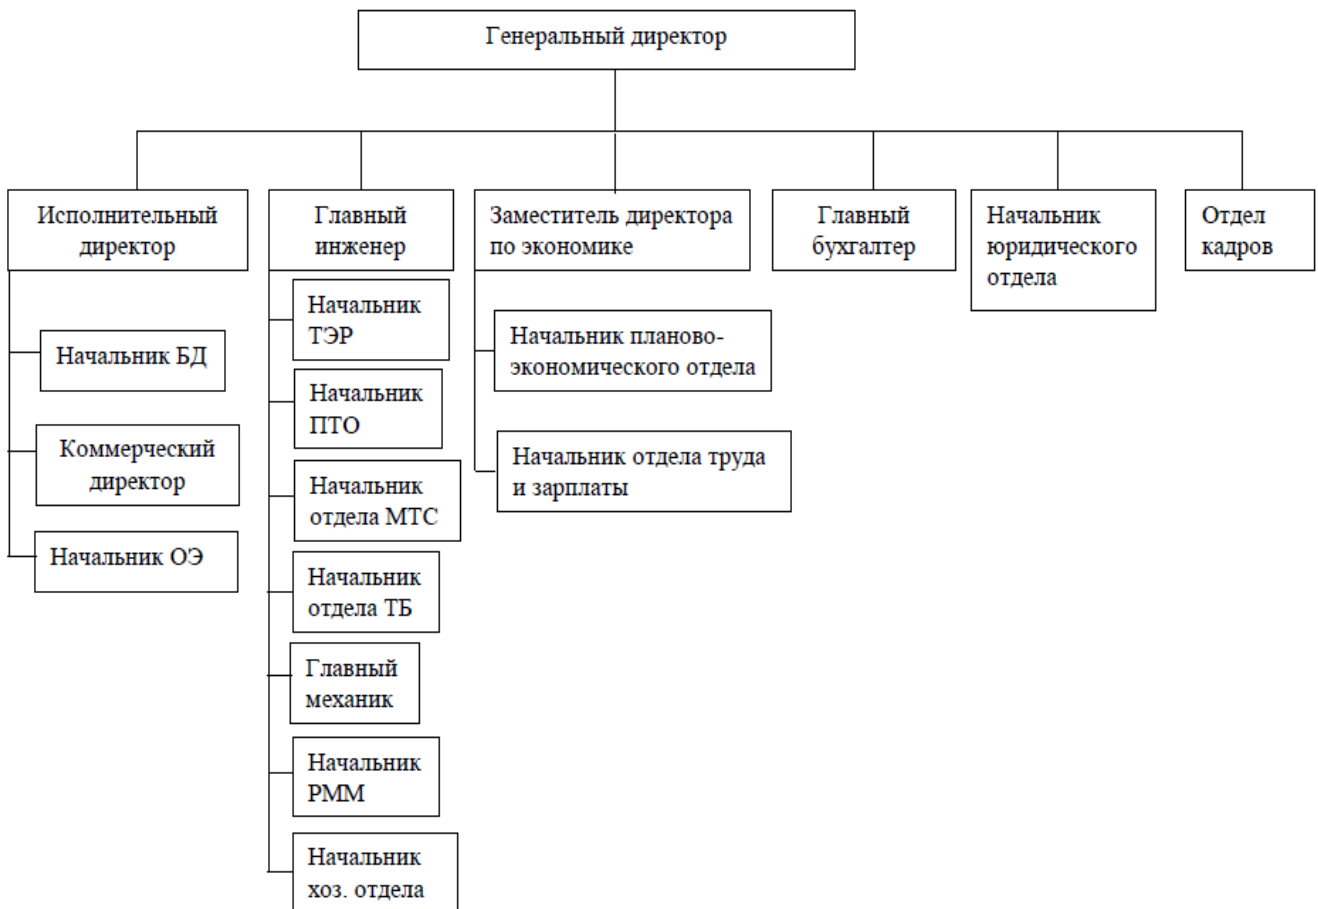 Генеральный директор
Исполнительный
директор
Главный
инженер
Заместитель директора
по экономике
Главный
бухгалтер
Начальник
юридического
отдела
Отдел
кадров
Начальник БД
Коммерческий
директор
Начальник ОЭ
Начальник
ТЭР
Начальник
ПТО
Начальник
отдела МТС
Начальник
отдела ТБ
Главный
механик
Начальник
РММ
Начальник
хоз. отдела
Начальник планово-
экономического отдела
Начальник отдела труда
и зарплаты